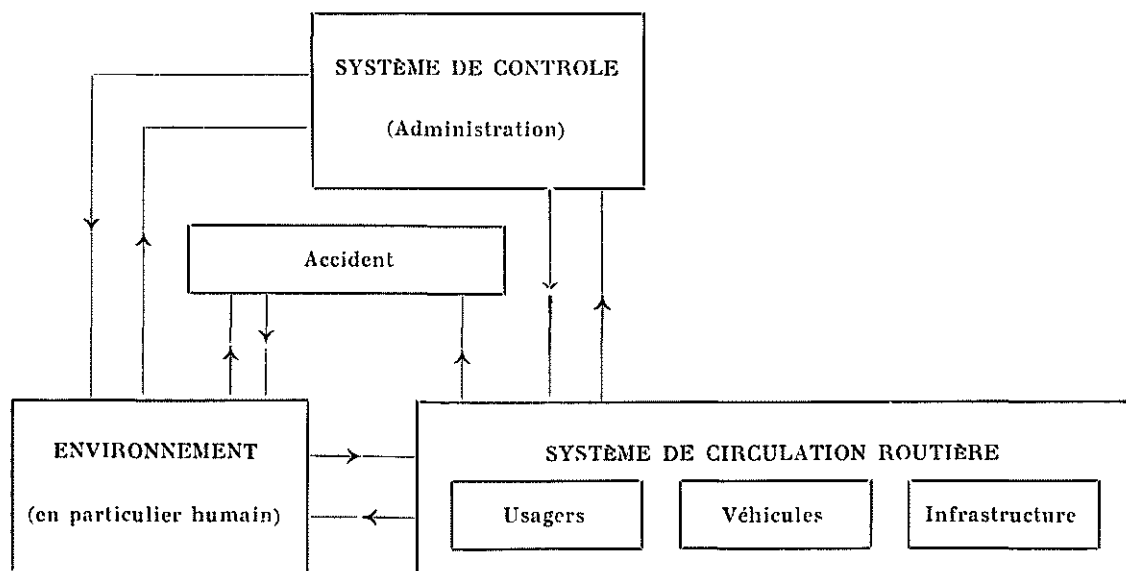 SYSTÈME DE CONTROLE
(Administration)
Accident
ENVIRONNEMENT
(en particulier humain)
SYSTÈME DE CIRCULATION ROUTIÈRE
Usagers
Véhicules
Infrastructure